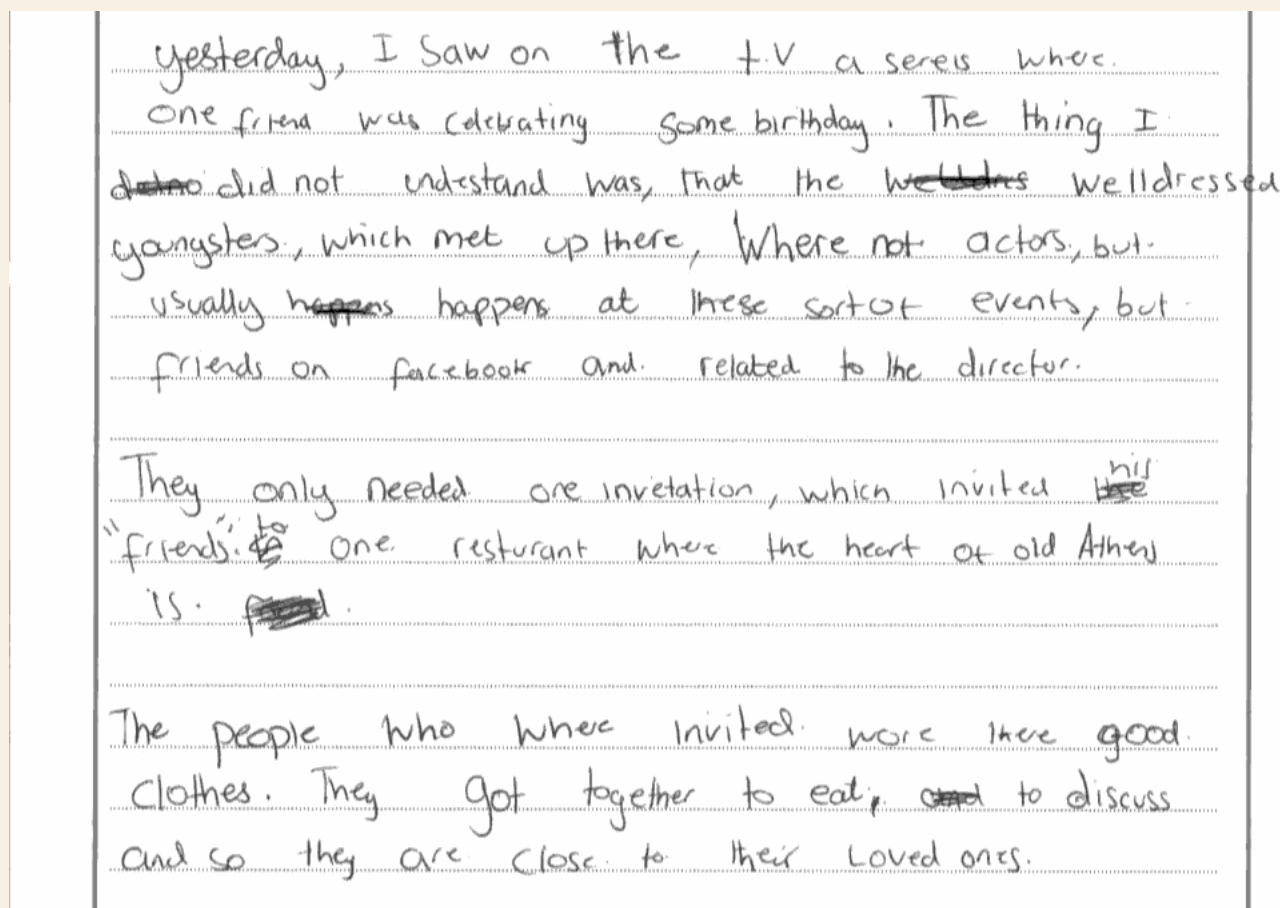 yesterday, I Saw on the t.V a sereis where.
One friend was celebrating some birthday. The thing I
did not undestand was, that the welldressed
youngsters, which met up there, Where not actors, but
usually happens at these sort of events, but
friends on facebook and related to the director.
They only needed one invetation, which invited his
"friends" to one resturant where the heart of old Athens
is.
The people who where invited wore there good
clothes. They got together to eat, to discuss
and so they are close to their Loved ones.